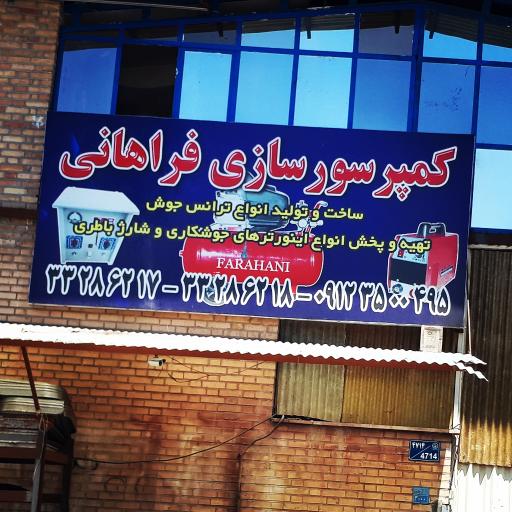 کمپرسورسازی فراهانی
ساخت و تولید انواع ترانس جوش
تهیه و پخش انواع اینورترهای جوشکاری و شارژ باطری
FARAHANI
۳۳۲۸۶۲۱۷ - ۳۳۲۸۶۲۱۸ - ۰۹۱۲۳۵۰۰۴۹۵
۴۷۱۴
4714